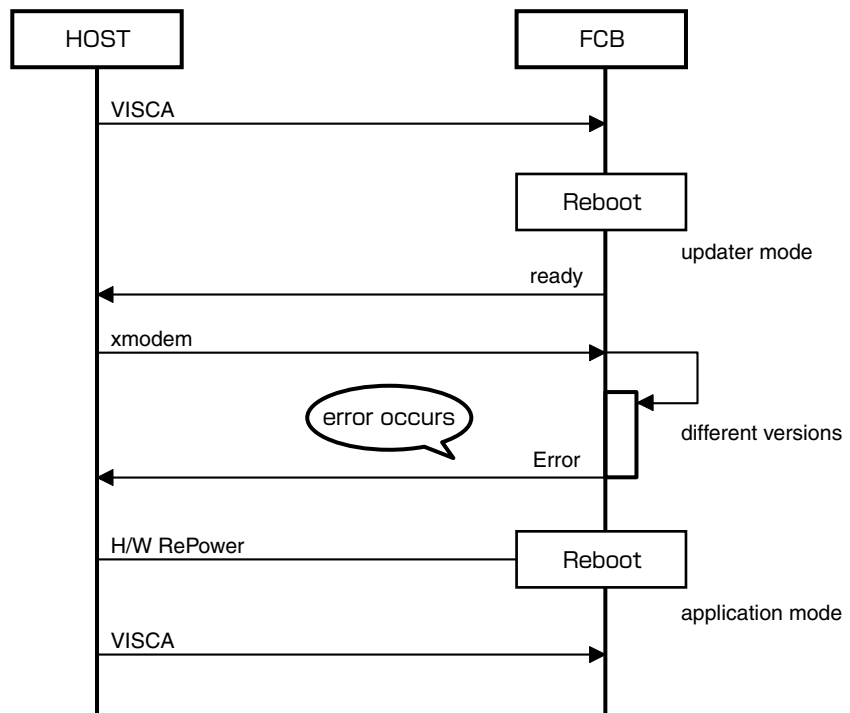 HOST
FCB
VISCA
Reboot
updater mode
ready
xmodem
error occurs
different versions
Error
H/W RePower
Reboot
application mode
VISCA